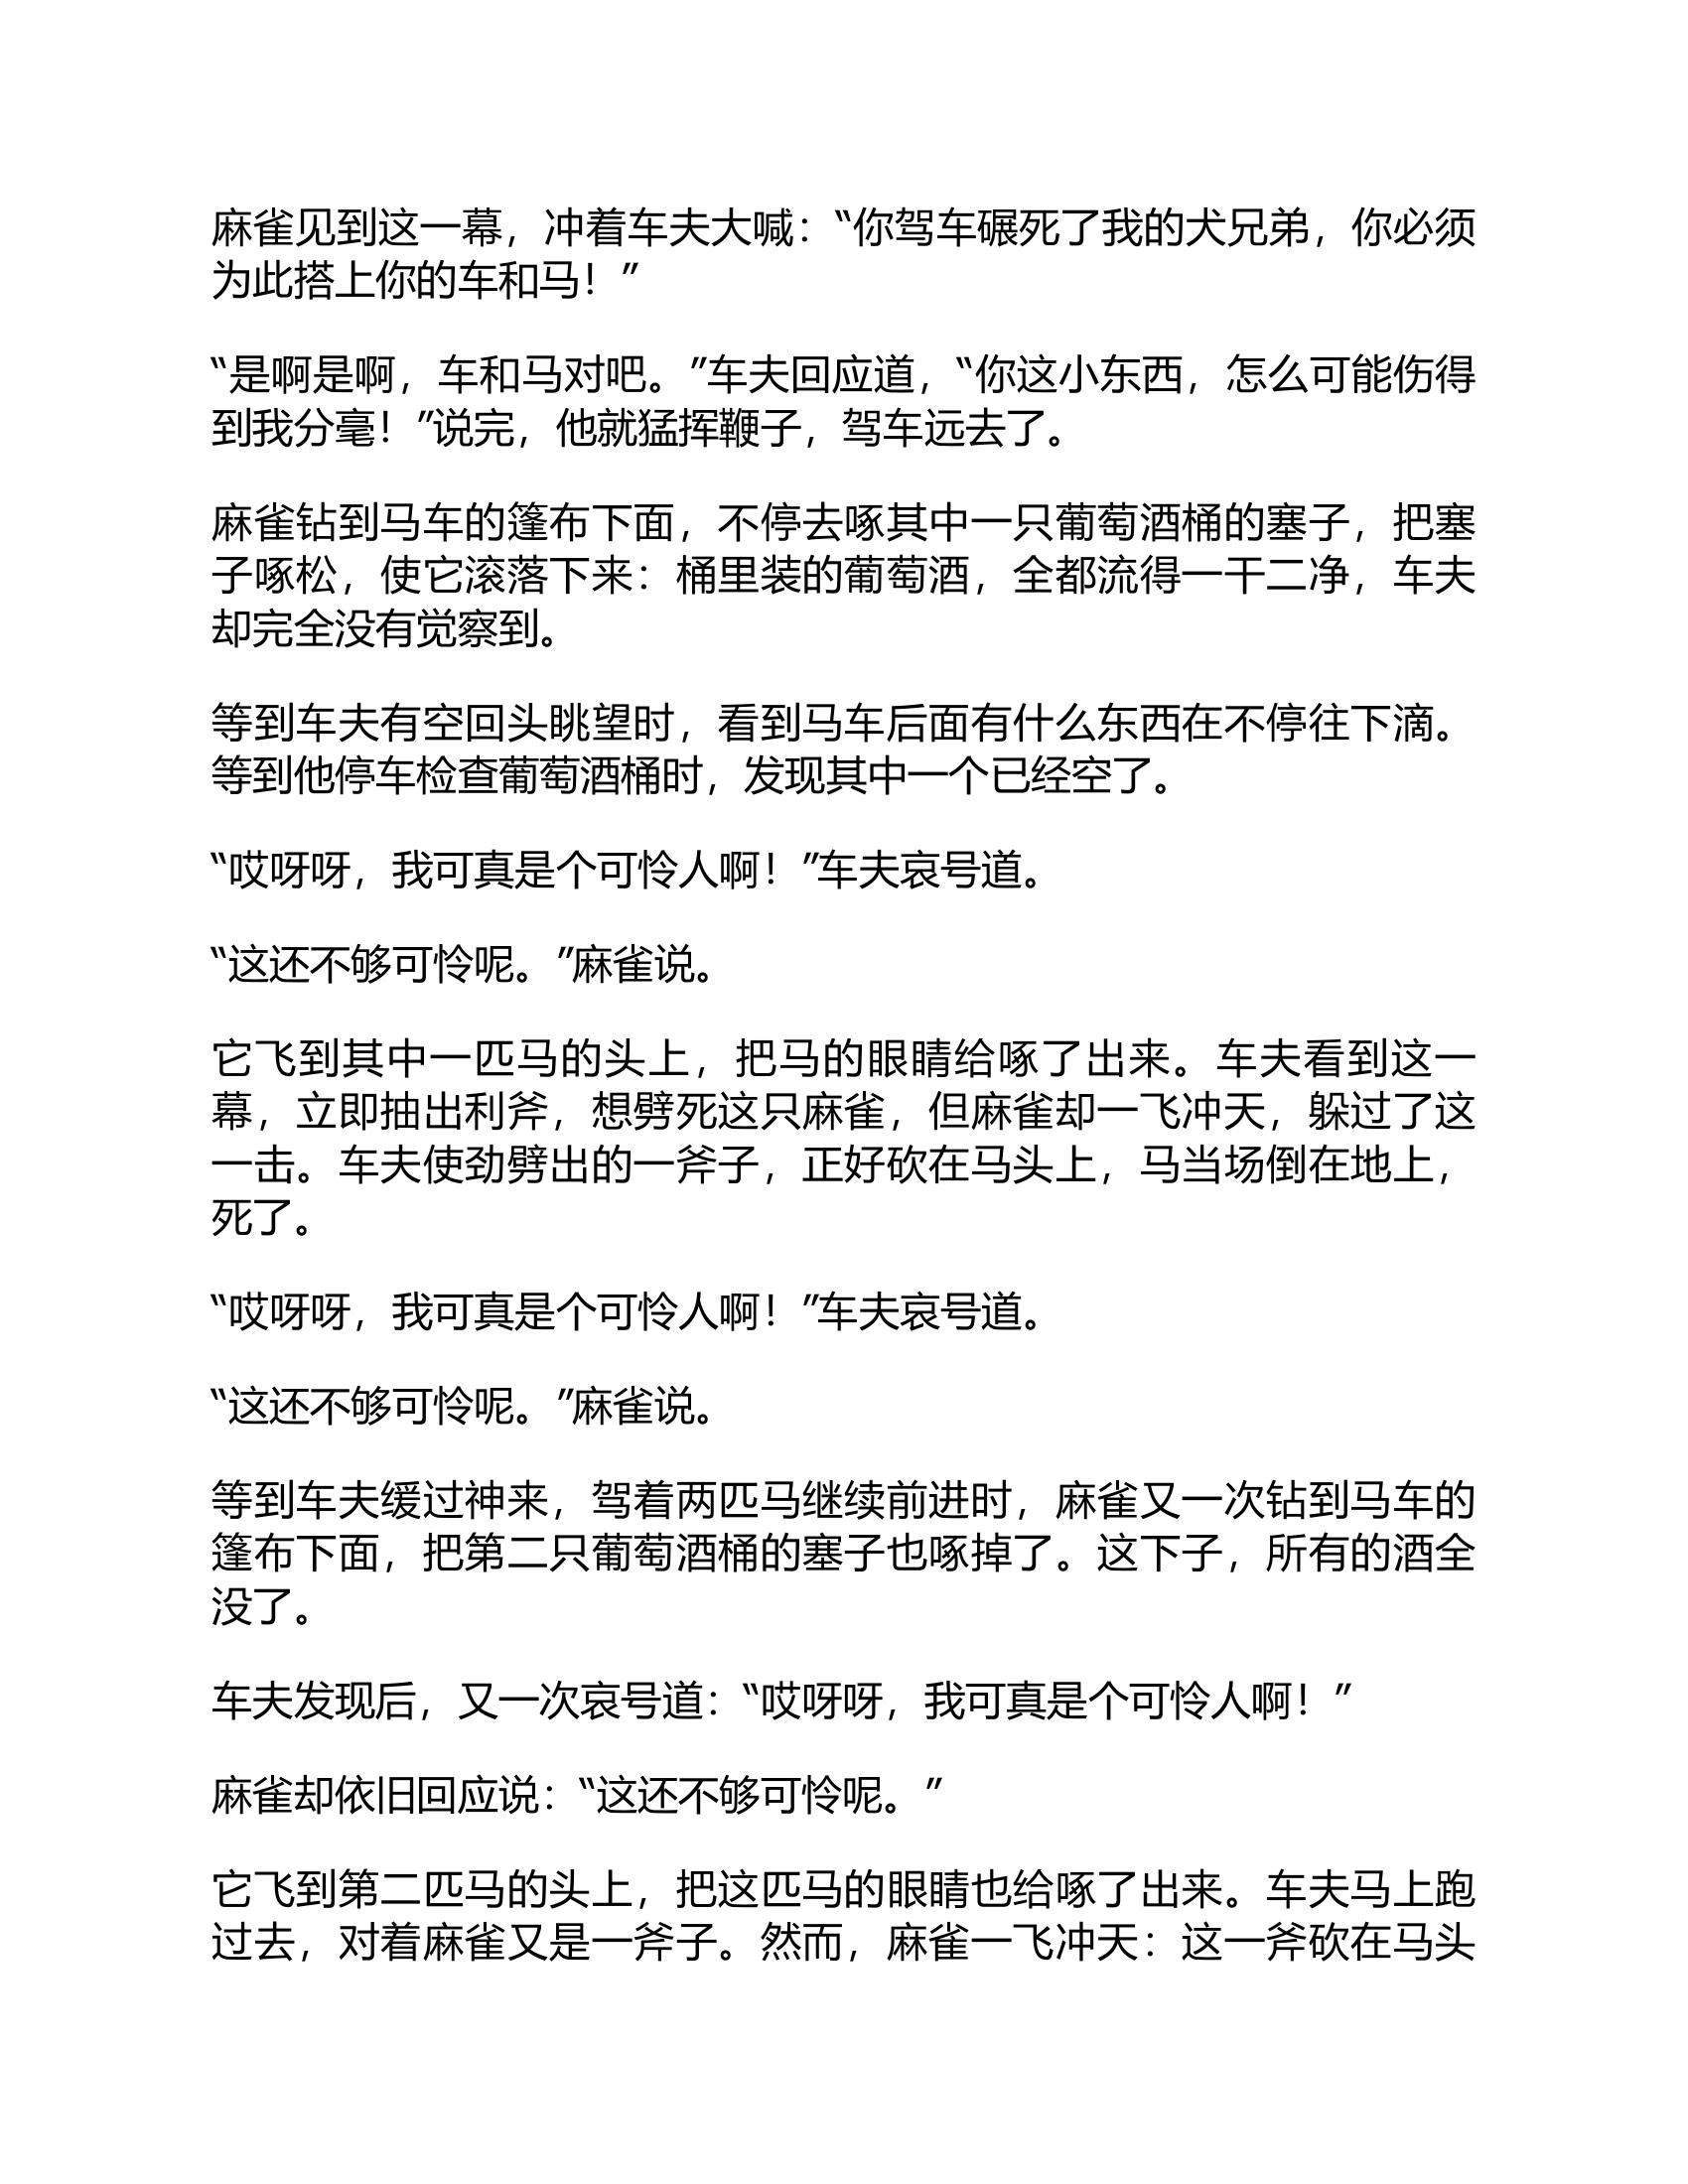 麻雀见到这一幕，冲着车夫大喊：“你驾车碾死了我的犬兄弟，你必须
为此搭上你的车和马！”
“是啊是啊，车和马对吧。”车夫回应道，“你这小东西，怎么可能伤得
到我分毫！”说完，他就猛挥鞭子，驾车远去了。
麻雀钻到马车的篷布下面，不停去啄其中一只葡萄酒桶的塞子，把塞
子啄松，使它滚落下来：桶里装的葡萄酒，全都流得一干二净，车夫
却完全没有觉察到。
等到车夫有空回头眺望时，看到马车后面有什么东西在不停往下滴。
等到他停车检查葡萄酒桶时，发现其中一个已经空了。
“哎呀呀，我可真是个可怜人啊！”车夫哀号道。
“这还不够可怜呢。”麻雀说。
它飞到其中一匹马的头上，把马的眼睛给啄了出来。车夫看到这一
幕，立即抽出利斧，想劈死这只麻雀，但麻雀却一飞冲天，躲过了这
一击。车夫使劲劈出的一斧子，正好砍在马头上，马当场倒在地上，
死了。
“哎呀呀，我可真是个可怜人啊！”车夫哀号道。
“这还不够可怜呢。”麻雀说。
等到车夫缓过神来，驾着两匹马继续前进时，麻雀又一次钻到马车的
篷布下面，把第二只葡萄酒桶的塞子也啄掉了。这下子，所有的酒全
没了。
车夫发现后，又一次哀号道：“哎呀呀，我可真是个可怜人啊！”
麻雀却依旧回应说：“这还不够可怜呢。”
它飞到第二匹马的头上，把这匹马的眼睛也给啄了出来。车夫马上跑
过去，对着麻雀又是一斧子。然而，麻雀一飞冲天：这一斧砍在马头